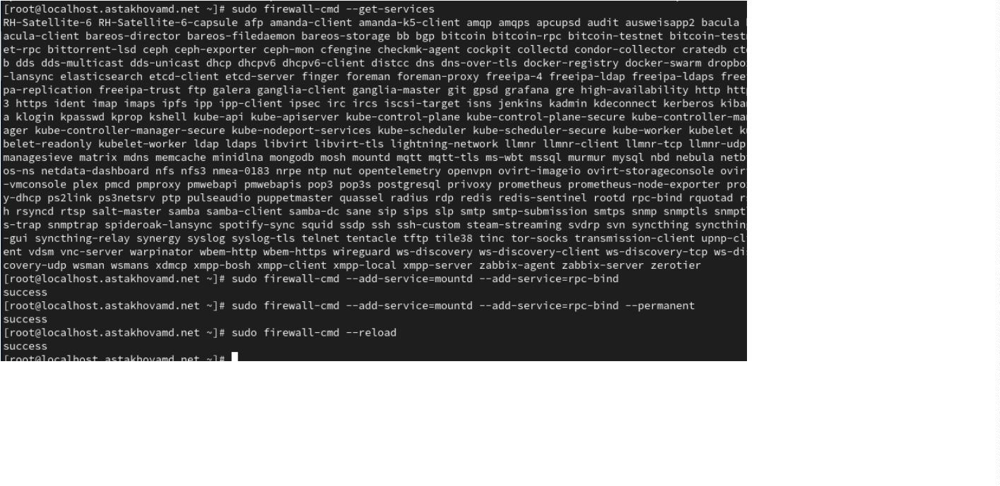 [root@localhost.astakhovamd.net ~]# sudo firewall-cmd --get-services
RH-Satellite-6 RH-Satellite-6-capsule afp amanda-client amanda-k5-client amqp amqps apcupsd audit ausweisapp2 bacula
acula-client bareos-director bareos-filedaemon bareos-storage bb bgp bitcoin bitcoin-rpc bitcoin-testnet bitcoin-testn
et-rpc bittorrent-lsd ceph ceph-exporter ceph-mon cfengine checkmk-agent cockpit collectd condor-collector cratedb ct
b dds dds-multicast dds-unicast dhcp dhcpv6 dhcpv6-client distcc dns dns-over-tls docker-registry docker-swarm dropbo
-lansync elasticsearch etcd-client etcd-server finger foreman foreman-proxy freeipa-4 freeipa-ldap freeipa-ldaps free
pa-replication freeipa-trust ftp galera ganglia-client ganglia-master git gpsd grafana gre high-availability http htt
3 https ident imap imaps ipfs ipp ipp-client ipsec irc ircs iscsi-target isns jenkins kadmin kdeconnect kerberos kiba
a klogin kpasswd kprop kshell kube-api kube-apiserver kube-control-plane kube-control-plane-secure kube-controller-ma
ager kube-controller-manager-secure kube-nodeport-services kube-scheduler kube-scheduler-secure kube-worker kubelet k
belet-readonly kubelet-worker ldap ldaps libvirt libvirt-tls lightning-network llmnr llmnr-client llmnr-tcp llmnr-udp
managesieve matrix mdns memcache minidlna mongodb mosh mountd mqtt mqtt-tls ms-wbt mssql murmur mysql nbd nebula netb
os-ns netdata-dashboard nfs nfs3 nmea-0183 nrpe ntp nut opentelemetry openvpn ovirt-imageio ovirt-storageconsole ovir
-vmconsole plex pmcd pmproxy pmwebapi pmwebapis pop3 pop3s postgresql privoxy prometheus prometheus-node-exporter pro
y-dhcp ps2link ps3netsrv ptp pulseaudio puppetmaster quassel radius rdp redis redis-sentinel rootd rpc-bind rquotad r
h rsyncd rtsp salt-master samba samba-client samba-dc sane sip sips slp smtp smtp-submission smtps snmp snmptls snmpt
s-trap snmptrap spideroak-lansync spotify-sync squid ssdp ssh ssh-custom steam-streaming svdrp svn syncthing syncthin
-gui syncthing-relay synergy syslog syslog-tls telnet tentacle tftp tile38 tinc tor-socks transmission-client upnp-cl
ent vdsm vnc-server warpinator wbem-http wbem-https wireguard ws-discovery ws-discovery-client ws-discovery-tcp ws-di
covery-udp wsman wsmans xdmcp xmpp-bosh xmpp-client xmpp-local xmpp-server zabbix-agent zabbix-server zerotier
[root@localhost.astakhovamd.net ~]# sudo firewall-cmd --add-service=mountd --add-service=rpc-bind
success
[root@localhost.astakhovamd.net ~]# sudo firewall-cmd --add-service=mountd --add-service=rpc-bind --permanent
success
[root@localhost.astakhovamd.net ~]# sudo firewall-cmd --reload
success
[root@localhost.astakhovamd.net ~]#